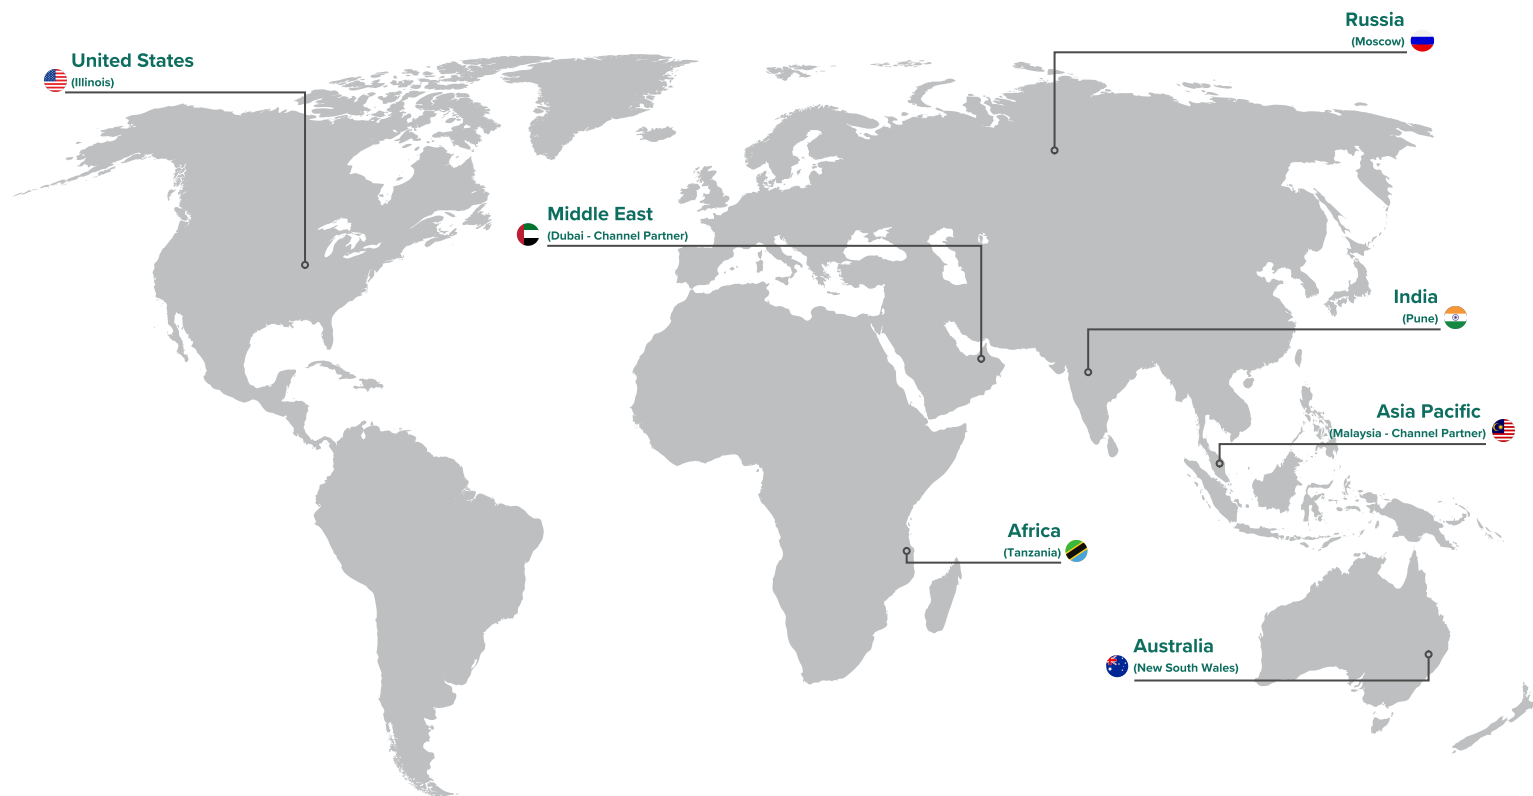 Russia
(Moscow)
United States
(Illinois)
Middle East
(Dubai - Channel Partner)
India
(Pune)
Asia Pacific
(Malaysia - Channel Partner)
Africa
(Tanzania)
Australia
(New South Wales)